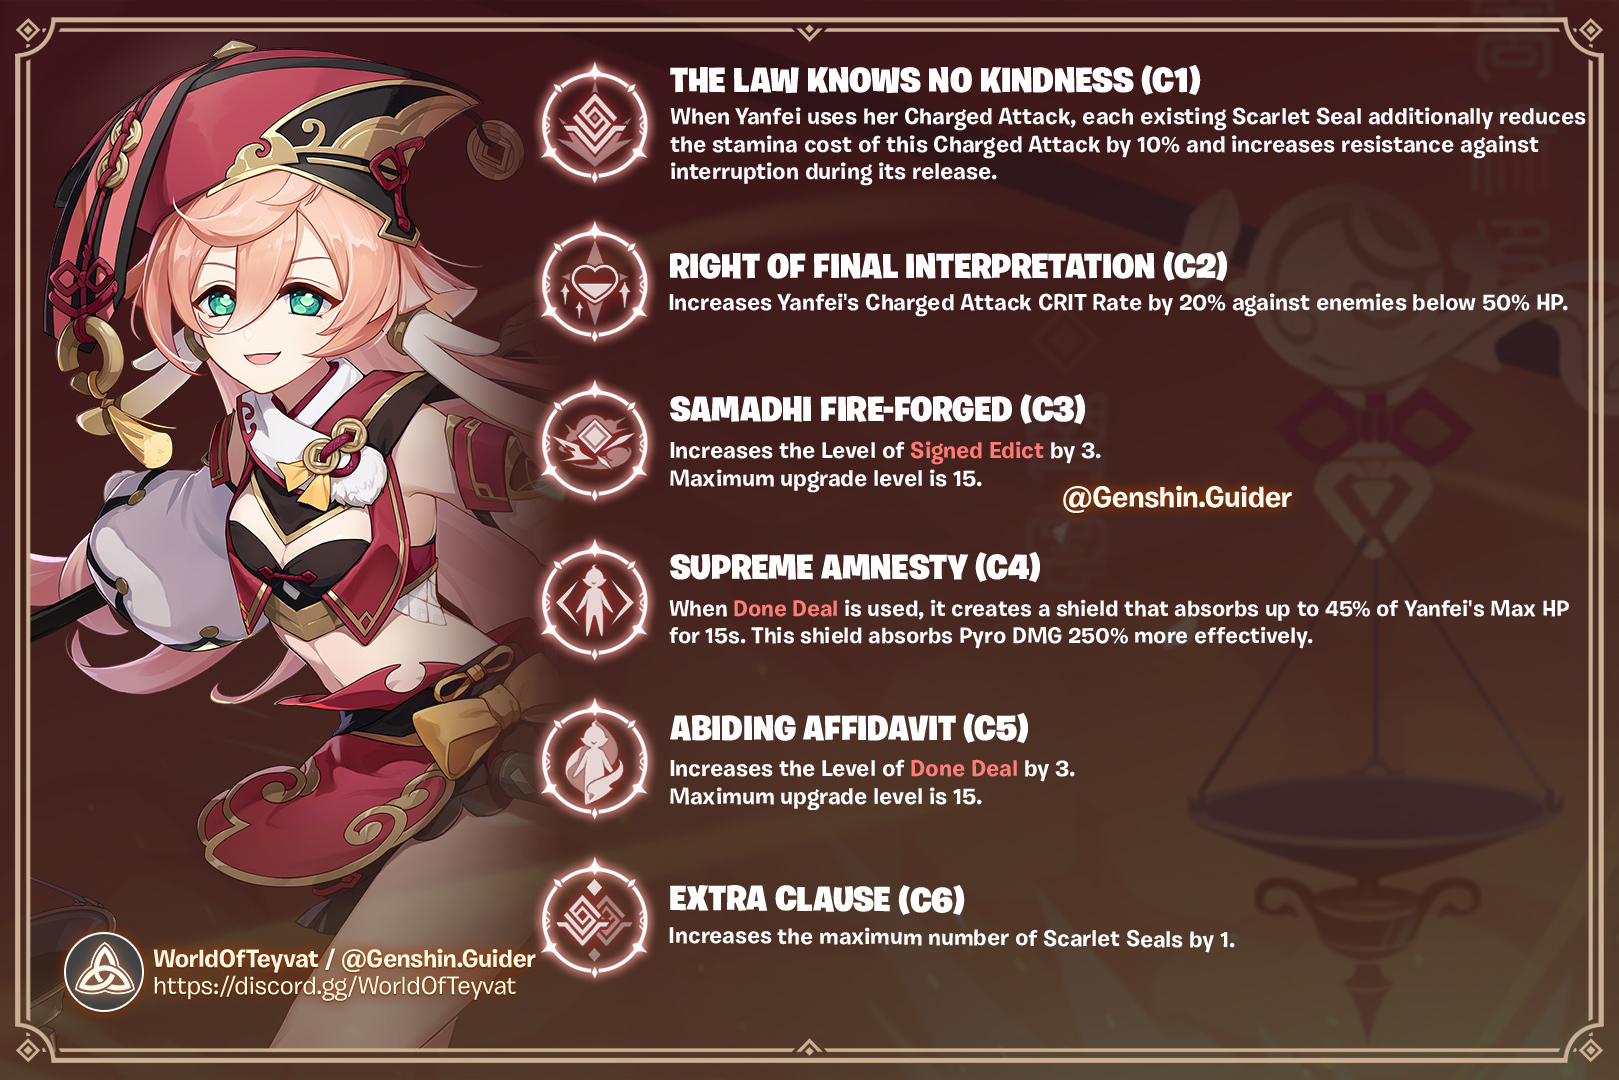 THE LAW KNOWS NO KINDNESS (C1)
When Yanfei uses her Charged Attack, each existing Scarlet Seal additionally reduces
the stamina cost of this Charged Attack by 10% and increases resistance against
interruption during its release.
RIGHT OF FINAL INTERPRETATION (C2)
Increases Yanfei's Charged Attack CRIT Rate by 20% against enemies below 50% HP.
SAMADHI FIRE-FORGED (C3)
Increases the Level of Signed Edict by 3.
Maximum upgrade level is 15.
@Genshin.Guider
SUPREME AMNESTY (C4)
When Done Deal is used, it creates a shield that absorbs up to 45% of Yanfei's Max HP
for 15s. This shield absorbs Pyro DMG 250% more effectively.
ABIDING AFFIDAVIT (C5)
Increases the Level of Done Deal by 3.
Maximum upgrade level is 15.
EXTRA CLAUSE (C6)
Increases the maximum number of Scarlet Seals by 1.
WorldOfTeyvat / @Genshin.Guider
https://discord.gg/WorldOfTeyvat